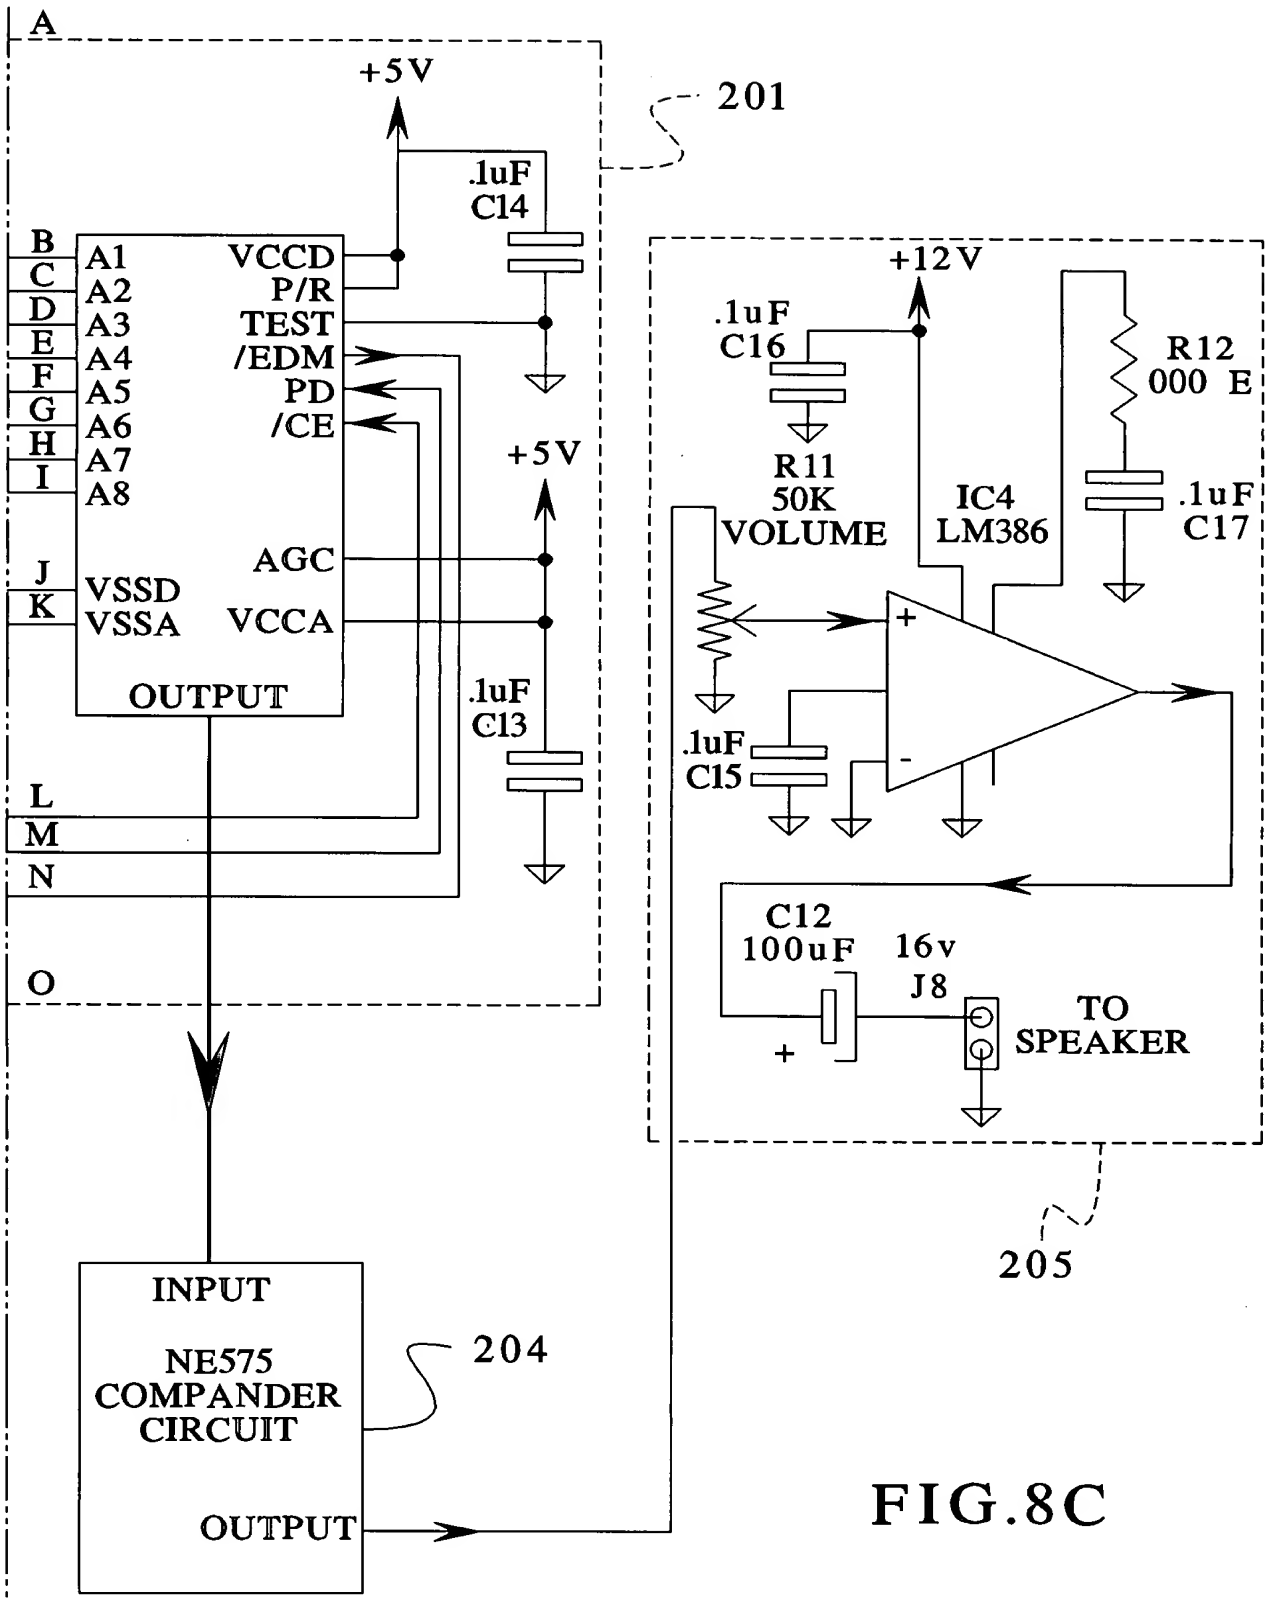 A
+5V
201
.1uF
C14
B
C
D
E
F
G
H
I
J
K
A1
A2
A3
A4
A5
A6
A7
A8
VSSD
VSSA
VCCD
P/R
TEST
/EDM
PD
/CE
AGC
VCCA
OUTPUT
+5V
.1uF
C13
L
M
N
O
+12V
.1uF
C16
R12
000 E
R11
50K
VOLUME
IC4
LM386
.1uF
C17
+
-
.1uF
C15
C12
100uF
16v
J8
+
TO
SPEAKER
205
INPUT
NE575
COMPANDER
CIRCUIT
204
OUTPUT
FIG.8C